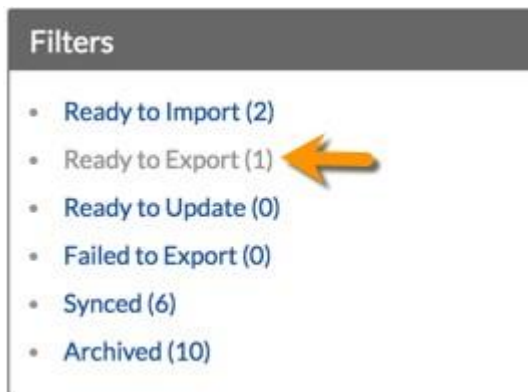 Filters
Ready to Import (2)
Ready to Export (1)
Ready to Update (0)
Failed to Export (0)
Synced (6)
Archived (10)